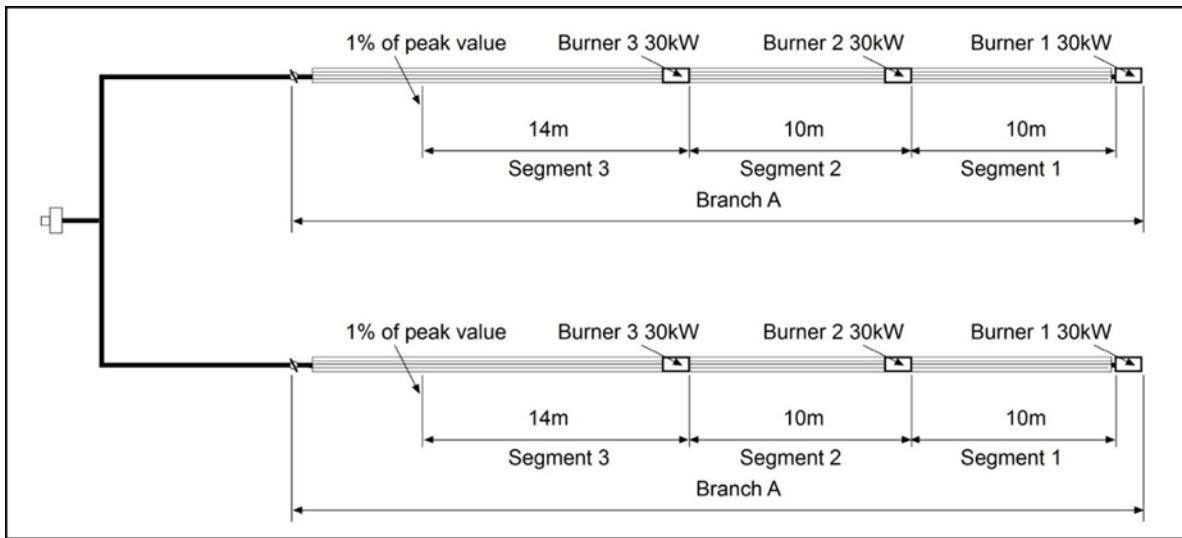 1% of peak value Burner 3 30kW Burner 2 30kW Burner 1 30kW
14m 10m 10m
Segment 3 Segment 2 Segment 1
Branch A
1% of peak value Burner 3 30kW Burner 2 30kW Burner 1 30kW
14m 10m 10m
Segment 3 Segment 2 Segment 1
Branch A